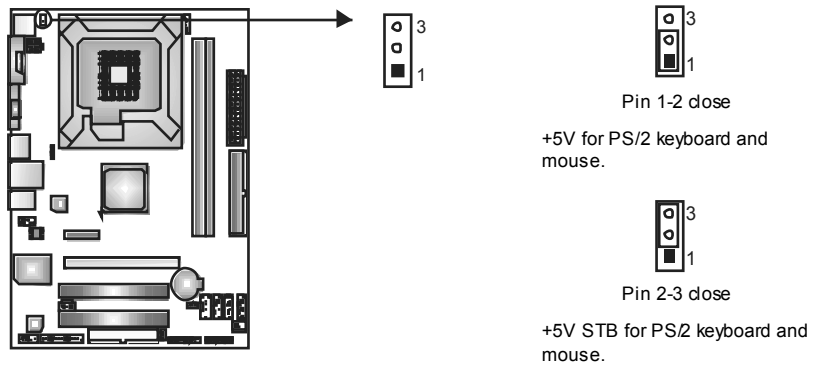 3
1
3
1
Pin 1-2 close
+5V for PS/2 keyboard and
mouse.
3
1
Pin 2-3 close
+5V STB for PS/2 keyboard and
mouse.